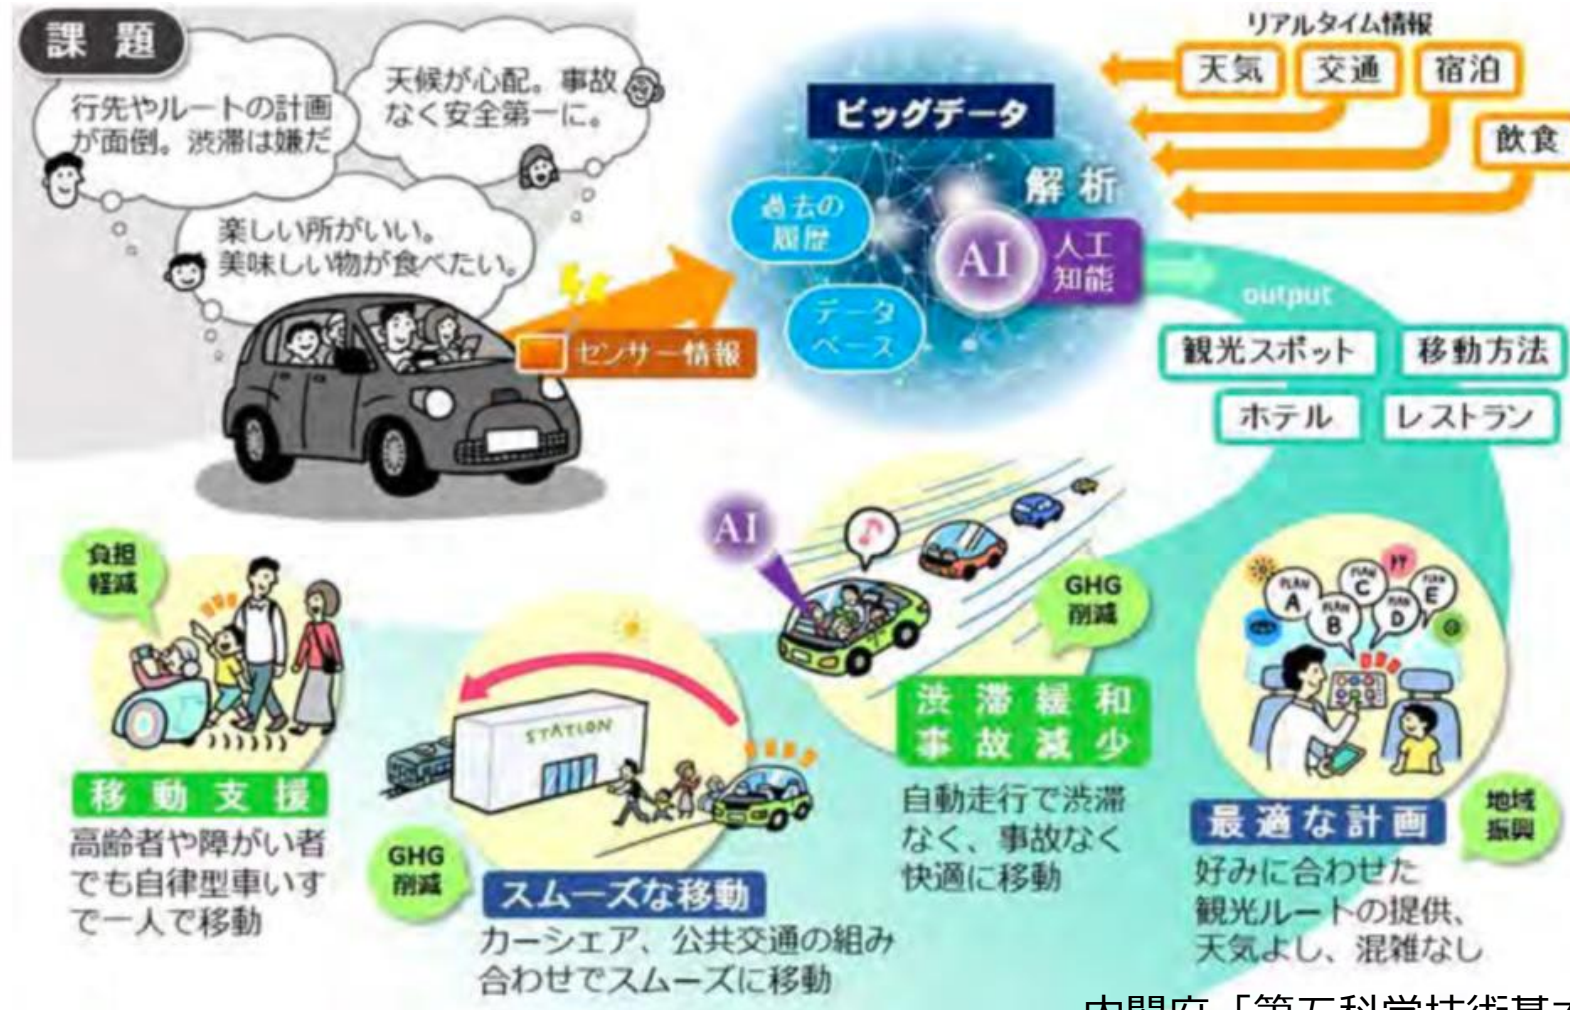 課題
行先やルートの計画
が面倒。渋滞は嫌だ
天候が心配。事故
なく安全第一に。
楽しい所がいい。
美味しい物が食べたい。
センサー情報
ビッグデータ
過去の
履歴
データ
ベース
解析
AI
人工
知能
リアルタイム情報
天気
交通
宿泊
飲食
output
観光スポット
移動方法
ホテル
レストラン
負担
軽減
移動支援
高齢者や障がい者
でも自律型車いす
で一人で移動
STATION
GHG
削減
スムーズな移動
カーシェア、公共交通の組み
合わせでスムーズに移動
AI
GHG
削減
渋滞緩和
事故減少
自動走行で渋滞
なく、事故なく
快適に移動
PLAN
A
PLAN
B
PLAN
C
PLAN
D
PLAN
E
最適な計画
地域
振興
好みに合わせた
観光ルートの提供、
天気よし、混雑なし